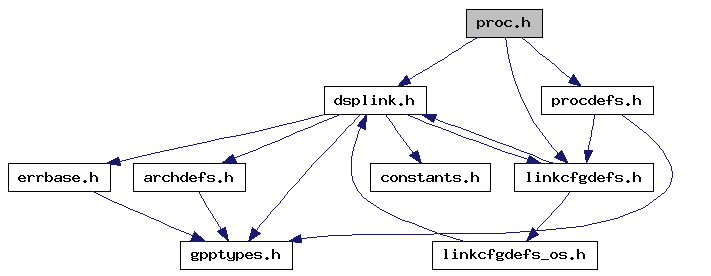 proc.h
dsplink.h
procdefs.h
errbase.h
archdefs.h
constants.h
linkcfgdefs.h
gpptypes.h
linkcfgdefs_os.h